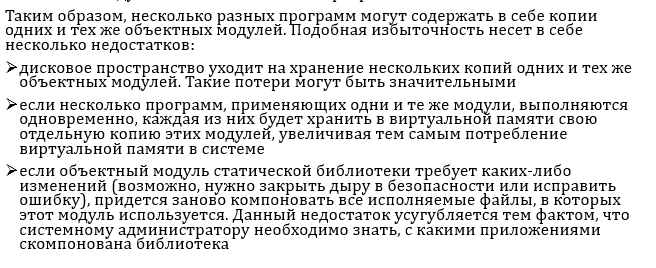 Таким образом, несколько разных программ могут содержать в себе копии
одних и тех же объектных модулей. Подобная избыточность несет в себе
несколько недостатков:
➢дисковое пространство уходит на хранение нескольких копий одних и тех же
объектных модулей. Такие потери могут быть значительными
➢если несколько программ, применяющих одни и те же модули, выполняются
одновременно, каждая из них будет хранить в виртуальной памяти свою
отдельную копию этих модулей, увеличивая тем самым потребление
виртуальной памяти в системе
➢если объектный модуль статической библиотеки требует каких-либо
изменений (возможно, нужно закрыть дыру в безопасности или исправить
ошибку), придется заново компоновать все исполняемые файлы, в которых
этот модуль используется. Данный недостаток усугубляется тем фактом, что
системному администратору необходимо знать, с какими приложениями
скомпонована библиотека